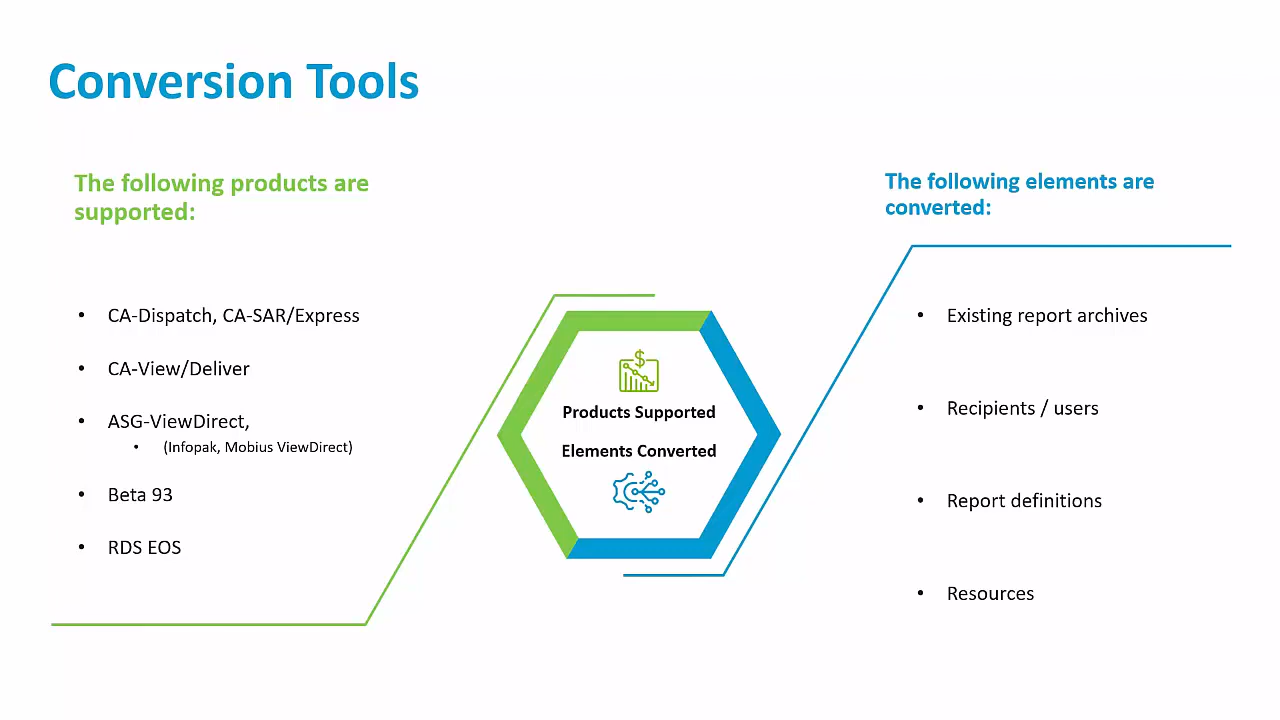 Conversion Tools
The following products are
supported:
• CA-Dispatch, CA-SAR/Express
• CA-View/Deliver
• ASG-ViewDirect,
• (Infopak, Mobius ViewDirect)
• Beta 93
• RDS EOS
$
Products Supported
Elements Converted
The following elements are
converted:
• Existing report archives
• Recipients / users
• Report definitions
• Resources